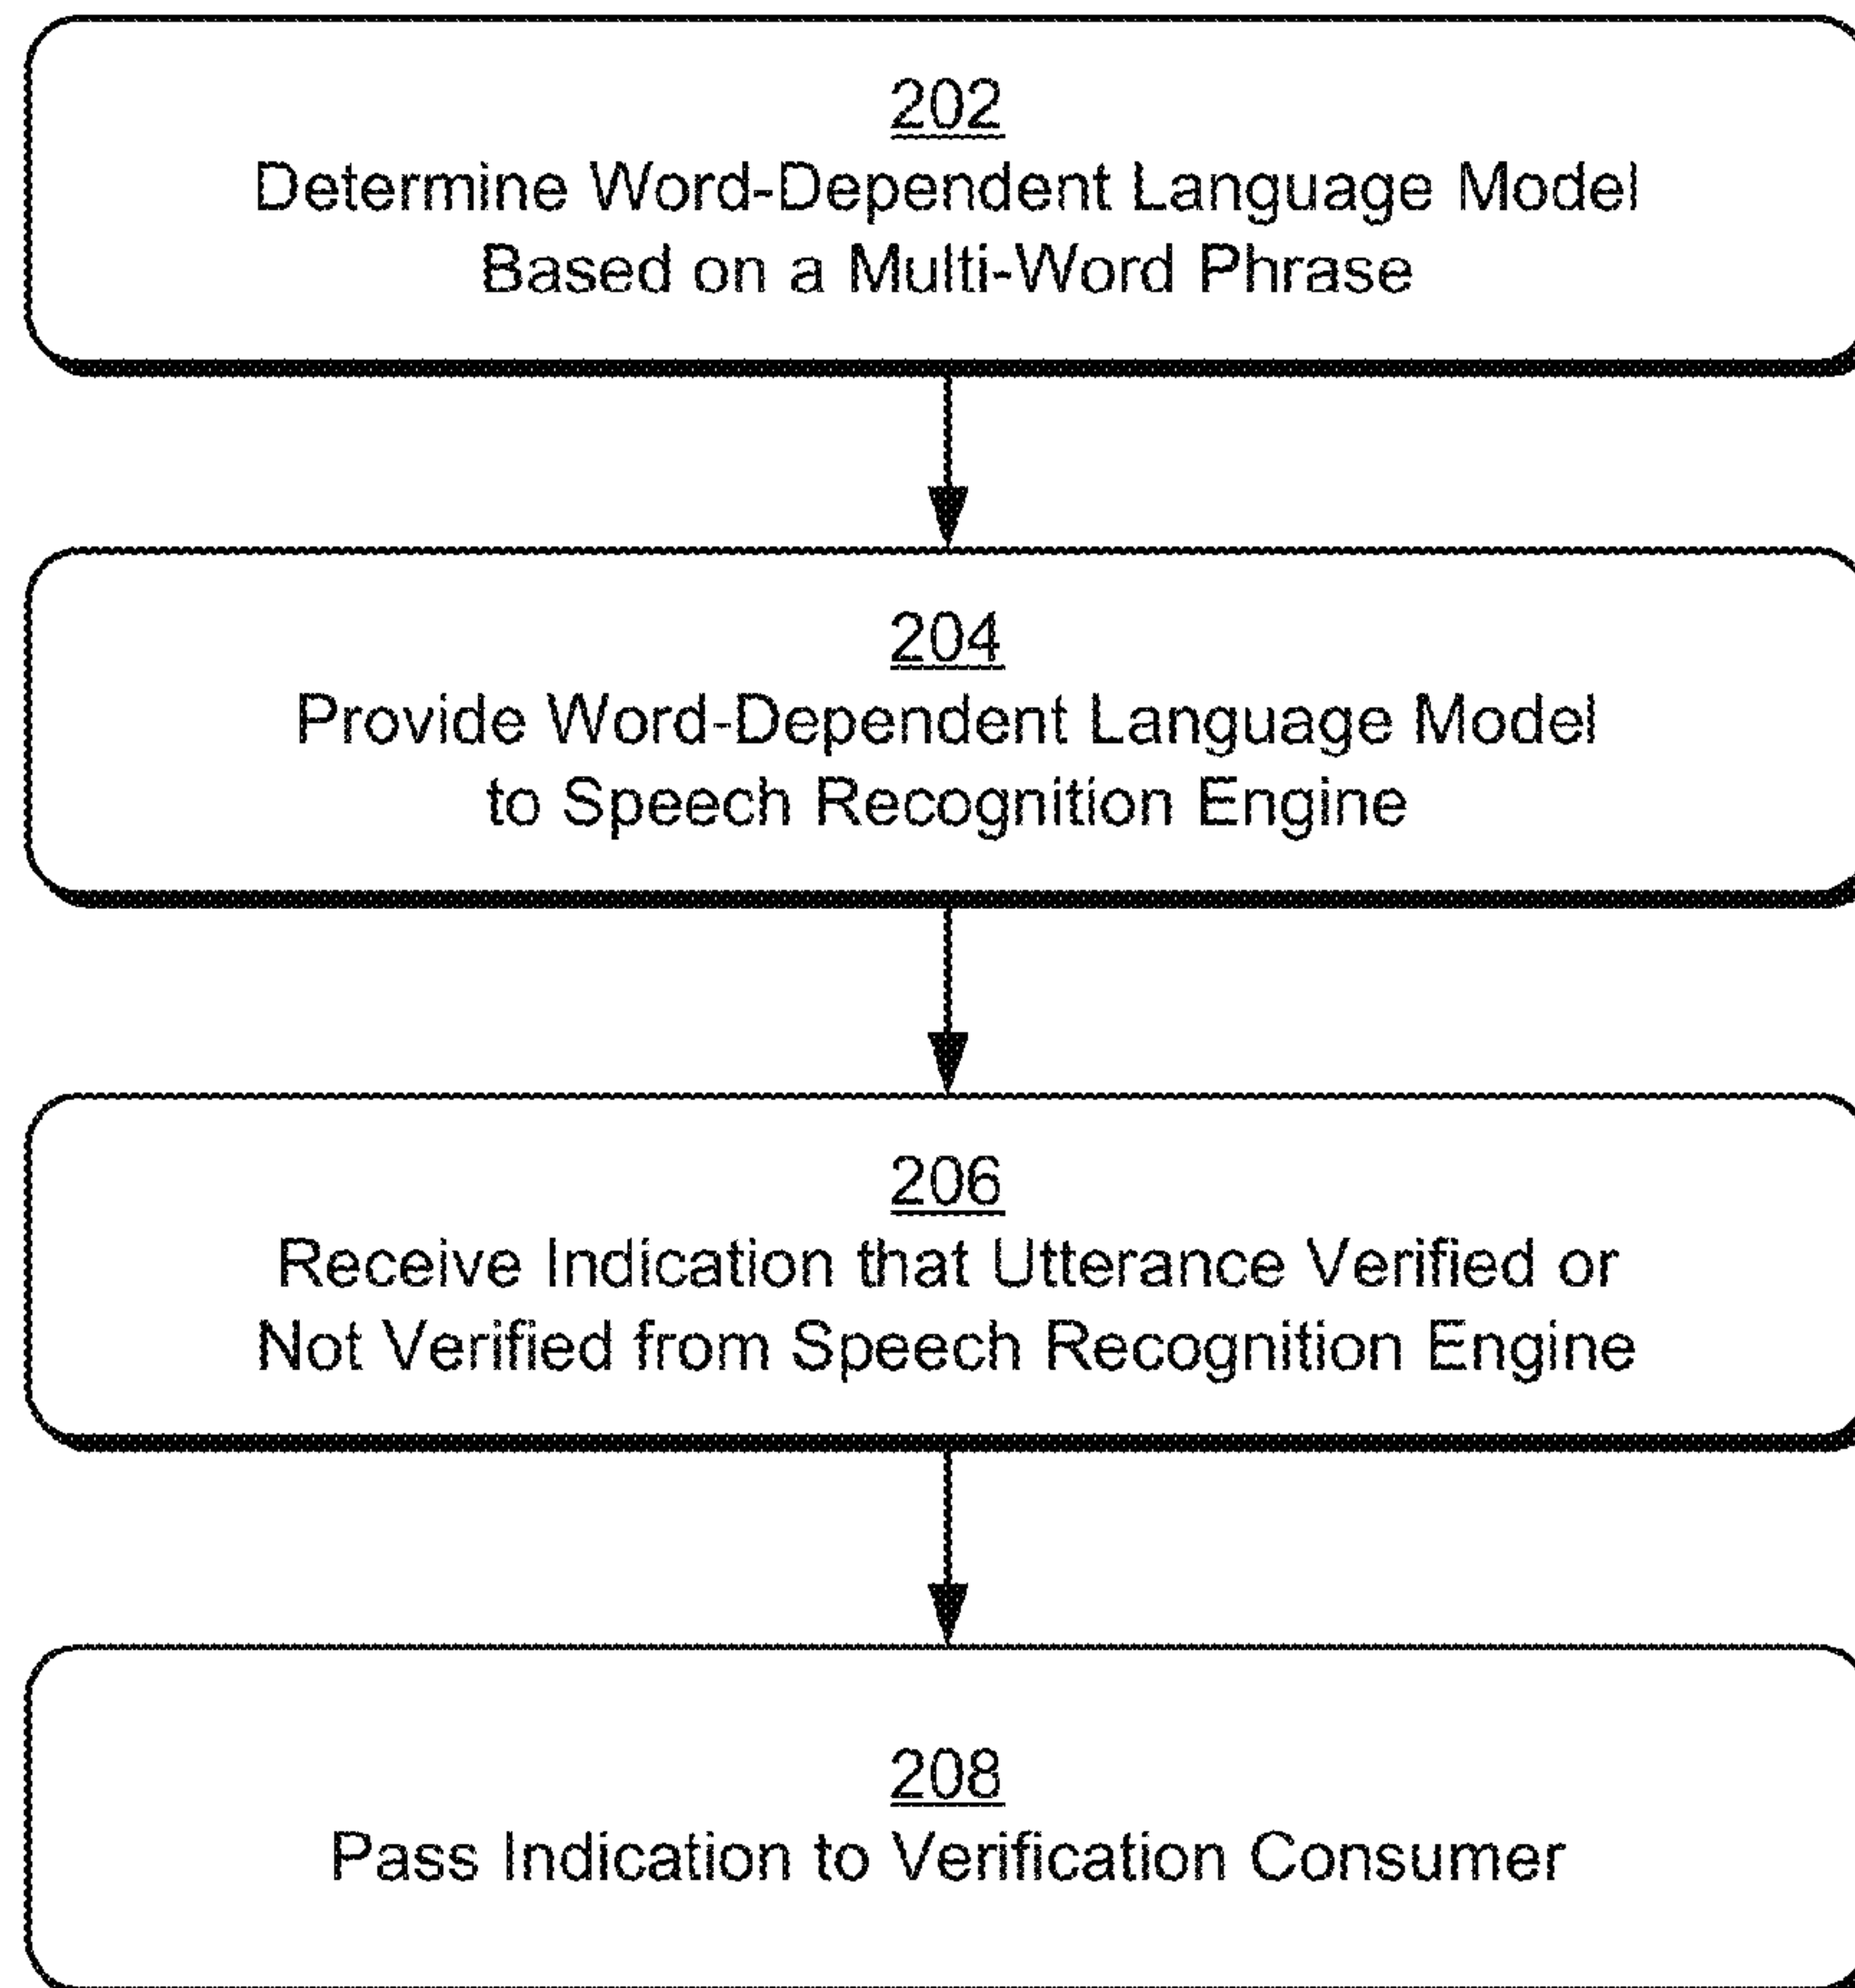 202
Determine Word-Dependent Language Model
Based on a Multi-Word Phrase
204
Provide Word-Dependent Language Model
to Speech Recognition Engine
206
Receive Indication that Utterance Verified or
Not Verified from Speech Recognition Engine
208
Pass Indication to Verification Consumer